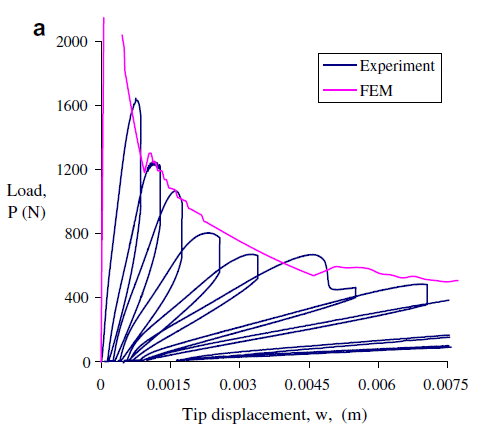 a
2000
1600
1200
800
400
0
Load,
P (N)
Experiment
FEM
0
0.0015
0.003
0.0045
0.006
0.0075
Tip displacement, w, (m)